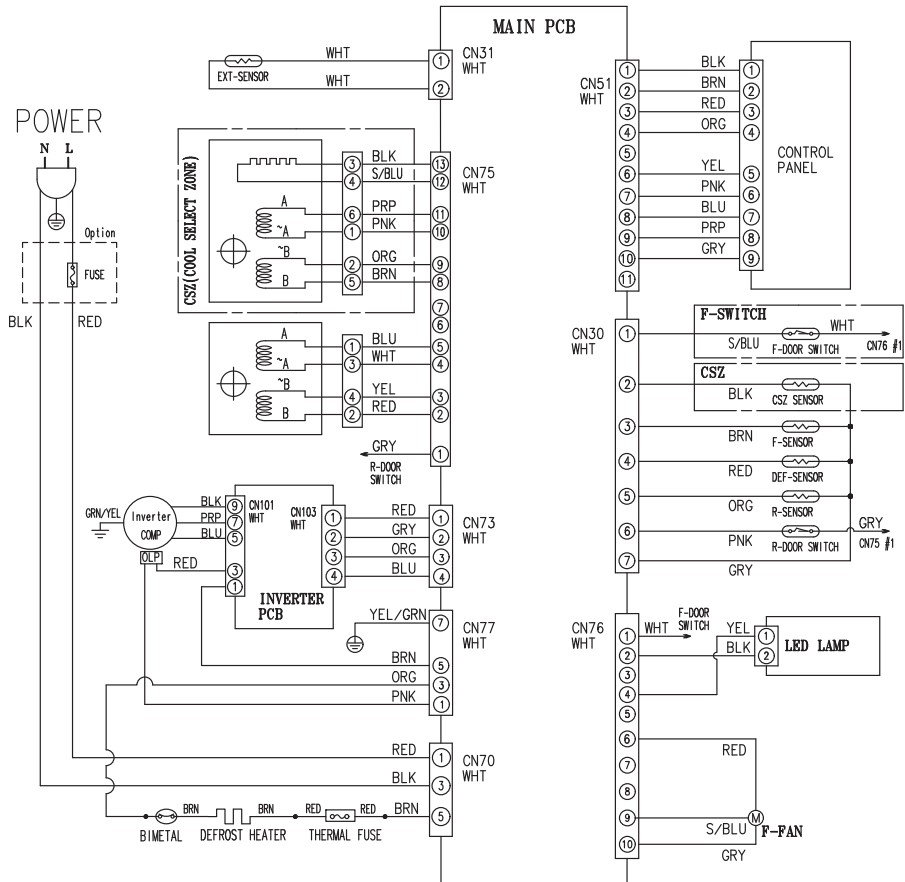 MAIN PCB
POWER
N L
Option
FUSE
BLK RED
WHT
EXT-SENSOR
WHT
1
2
CN31
WHT
CSZ(COOL SELECT ZONE)
A
~A
~B
B
3 BLK 13
4 S/BLU 12
6 PRP 11
1 PNK 10
2 ORG 9
5 BRN 8
7
6
CN75
WHT
A
~A
~B
B
1 BLU 5
3 WHT 4
4 YEL 3
2 RED 2
GRY 1
R-DOOR
SWITCH
GRN/YEL
Inverter
COMP
OLP
BLK 9
PRP 7
BLU 5
RED 3
1
CN101
WHT
CN103
WHT
INVERTER
PCB
1 RED 1
2 GRY 2
3 ORG 3
4 BLU 4
CN73
WHT
YEL/GRN 7
BRN 5
ORG 3
PNK 1
CN77
WHT
RED 1
BLK 3
BRN 5
CN70
WHT
BRN BRN RED RED
BIMETAL DEFROST HEATER THERMAL FUSE
CN51
WHT
1 BLK 1
2 BRN 2
3 RED 3
4 ORG 4
5
6 YEL 5
7 PNK 6
8 BLU 7
9 PRP 8
10 GRY 9
11
CONTROL
PANEL
CN30
WHT
F-SWITCH
1 S/BLU F-DOOR SWITCH WHT CN76 #1
CSZ
2 BLK CSZ SENSOR
3 BRN F-SENSOR
4 RED DEF-SENSOR
5 ORG R-SENSOR
6 PNK R-DOOR SWITCH GRY CN75 #1
7 GRY
CN76
WHT
F-DOOR
SWITCH
1 WHT
2
3
4
5
6
7
8
9
10
YEL 1
BLK 2
LED LAMP
RED
S/BLU
M
F-FAN
GRY